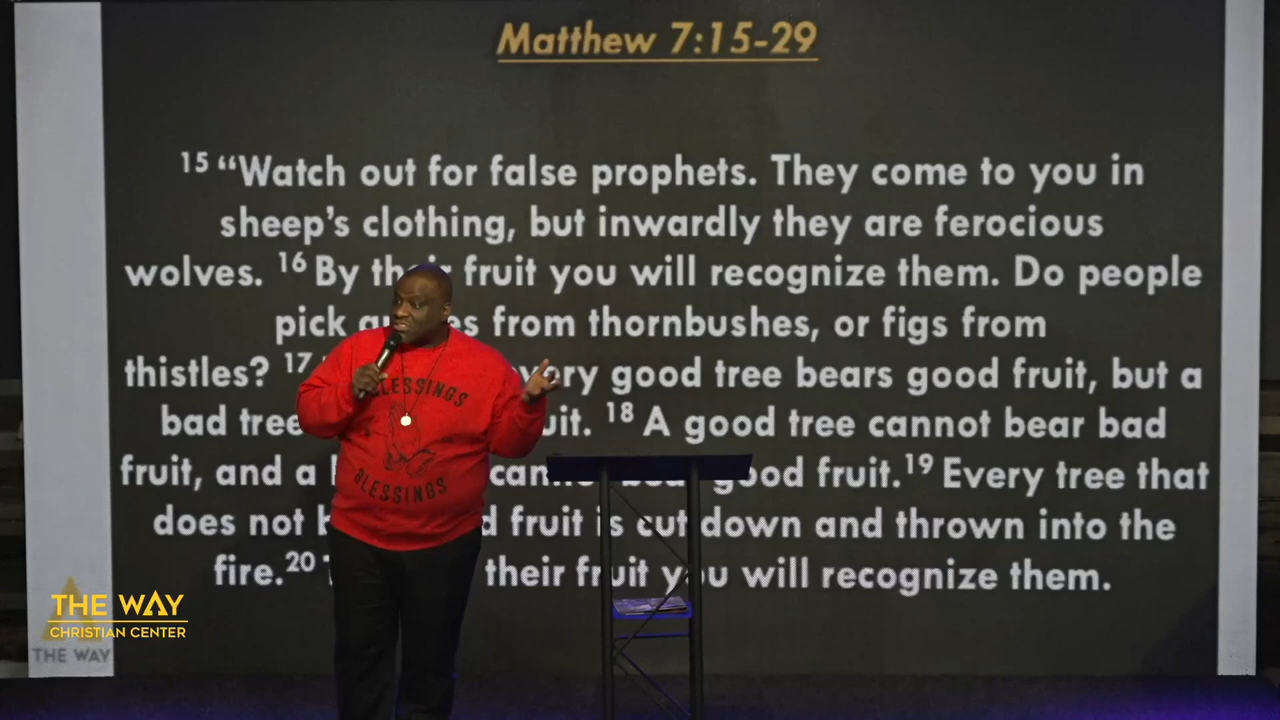 Matthew 7:15-29
15 “Watch out for false prophets. They come to you in
sheep’s clothing, but inwardly they are ferocious
wolves. 16 By their fruit you will recognize them. Do people
pick from thornbushes, or figs from
thistles? 17 every good tree bears good fruit, but a
bad tree 18 A good tree cannot bear bad
fruit, and a good fruit.19 Every tree that
does not fruit is cut down and thrown into the
fire.20 their fruit you will recognize them.
BLESSINGS
BLESSINGS
THE WAY
CHRISTIAN CENTER
THE WAY